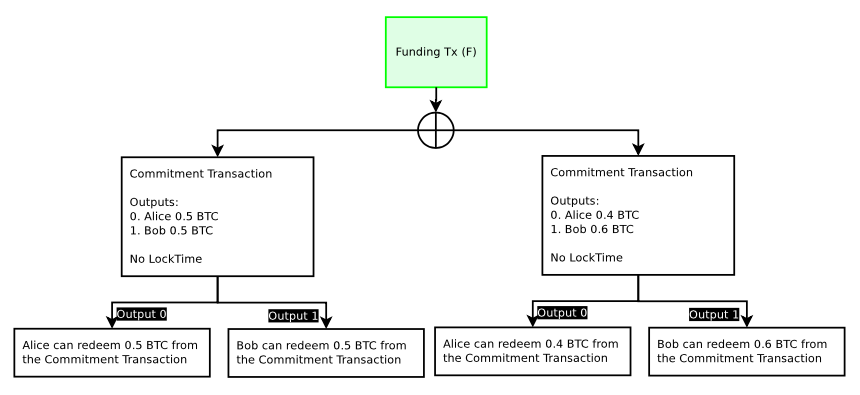 Funding Tx (F)
Commitment Transaction
Outputs:
0. Alice 0.5 BTC
1. Bob 0.5 BTC
No LockTime
Commitment Transaction
Outputs:
0. Alice 0.4 BTC
1. Bob 0.6 BTC
No LockTime
Output 0
Output 1
Output 0
Output 1
Alice can redeem 0.5 BTC from
the Commitment Transaction
Bob can redeem 0.5 BTC from
the Commitment Transaction
Alice can redeem 0.4 BTC from
the Commitment Transaction
Bob can redeem 0.6 BTC from
the Commitment Transaction